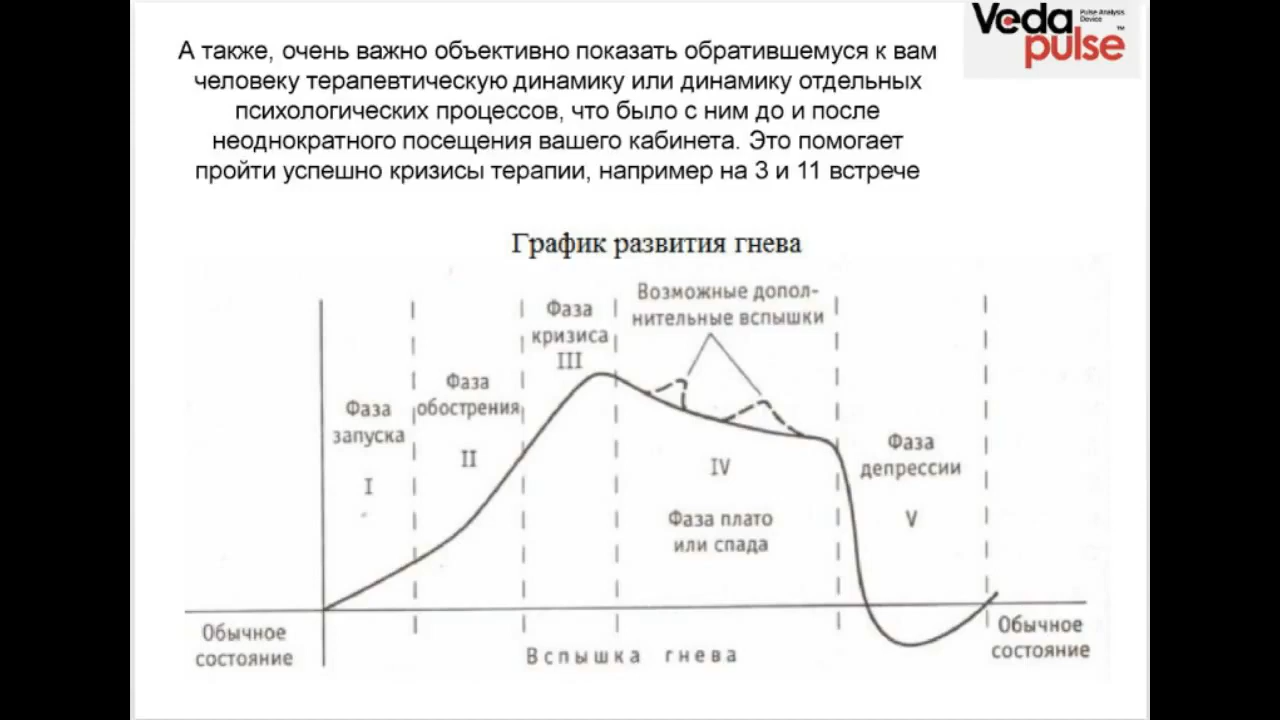 Veda
Pulse Analysis
Device
pulse™
А также, очень важно объективно показать обратившемуся к вам
человеку терапевтическую динамику или динамику отдельных
психологических процессов, что было с ним до и после
неоднократного посещения вашего кабинета. Это помогает
пройти успешно кризисы терапии, например на 3 и 11 встрече
График развития гнева
Возможные допол-
нительные вспышки
Фаза
кризиса
III
Фаза
обострения
II
Фаза
запуска
I
IV
Фаза плато
или спада
Фаза
депрессии
V
Обычное
состояние
Вспышка гнева
Обычное
состояние